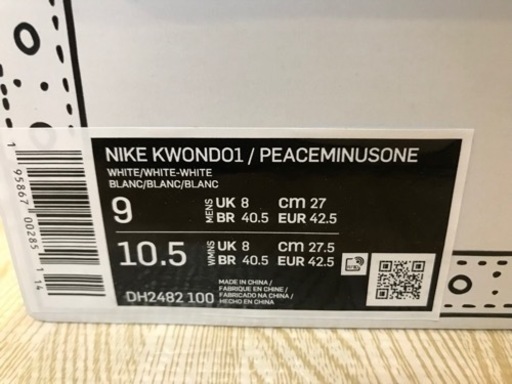 NIKE KWONDO1 / PEACEMINUSONE
WHITE/WHITE-WHITE
BLANC/BLANC/BLANC
9 MENS UK 8 cm 27
BR 40.5 EUR 42.5
10.5 WMNS UK 8 cm 27.5
BR 40.5 EUR 42.5
DH2482 100
MADE IN CHINA /
FABRIQUE EN CHINE /
FABRICADO NA CHINA /
HECHO EN CHINA
1 95867 00285 1 14